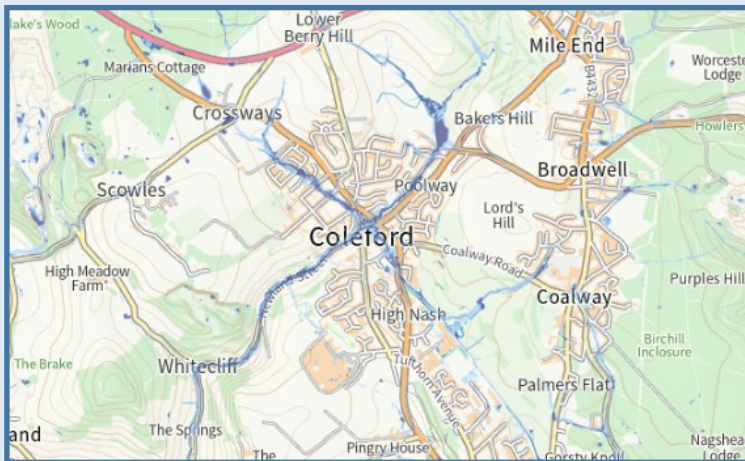 lake's Wood
Lower
Berry Hill
Mile End
Marians Cottage
Worceste
Lodge
B4432
Crossways
Bakers Hill
Howlers
Scowles
Poolway
Broadwell
Lord's
Hill
Coleford
Coalway Road
High Meadow
Farm
Newland Street
Purples Hill
Coalway
High Nash
Birchill
Inclosure
The Brake
Whitecliff
Tufthorn Avenue
Palmers Flat
and
The Springs
The
Pingry House
Gorsty Knoll
Nagshea
Lodge